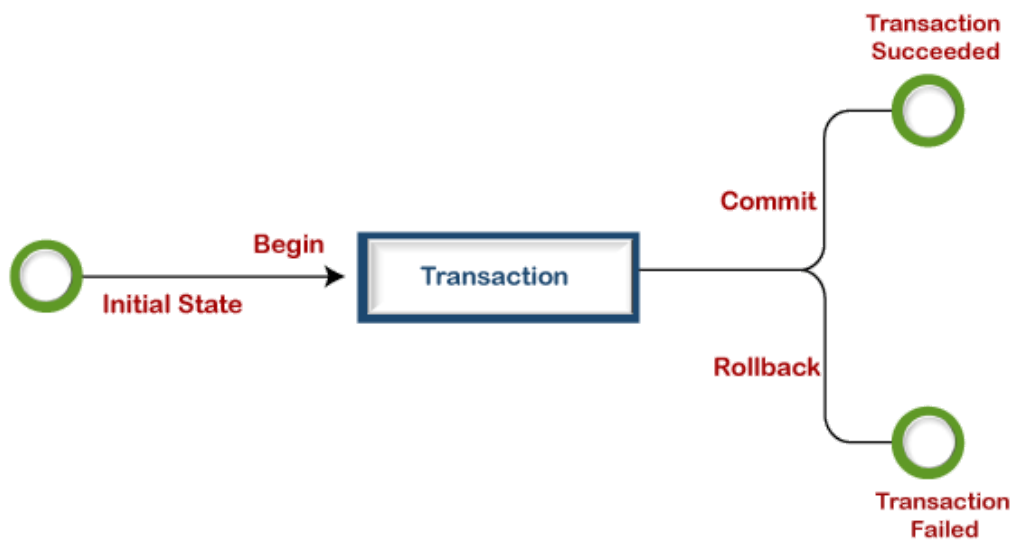 Transaction
Succeeded
Commit
Begin
Transaction
Initial State
Rollback
Transaction
Failed